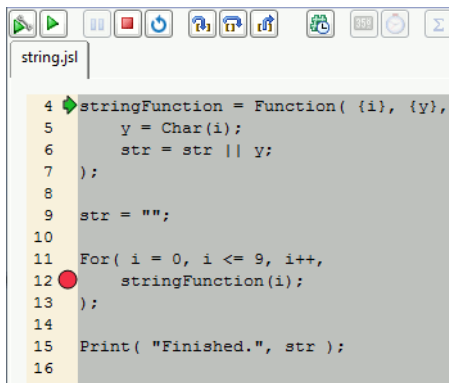 string.jsl
4 stringFunction = Function( {i}, {y},
5 y = Char(i);
6 str = str || y;
7 );
8
9 str = "";
10
11 For( i = 0, i <= 9, i++,
12 stringFunction(i);
13 );
14
15 Print( "Finished.", str );
16